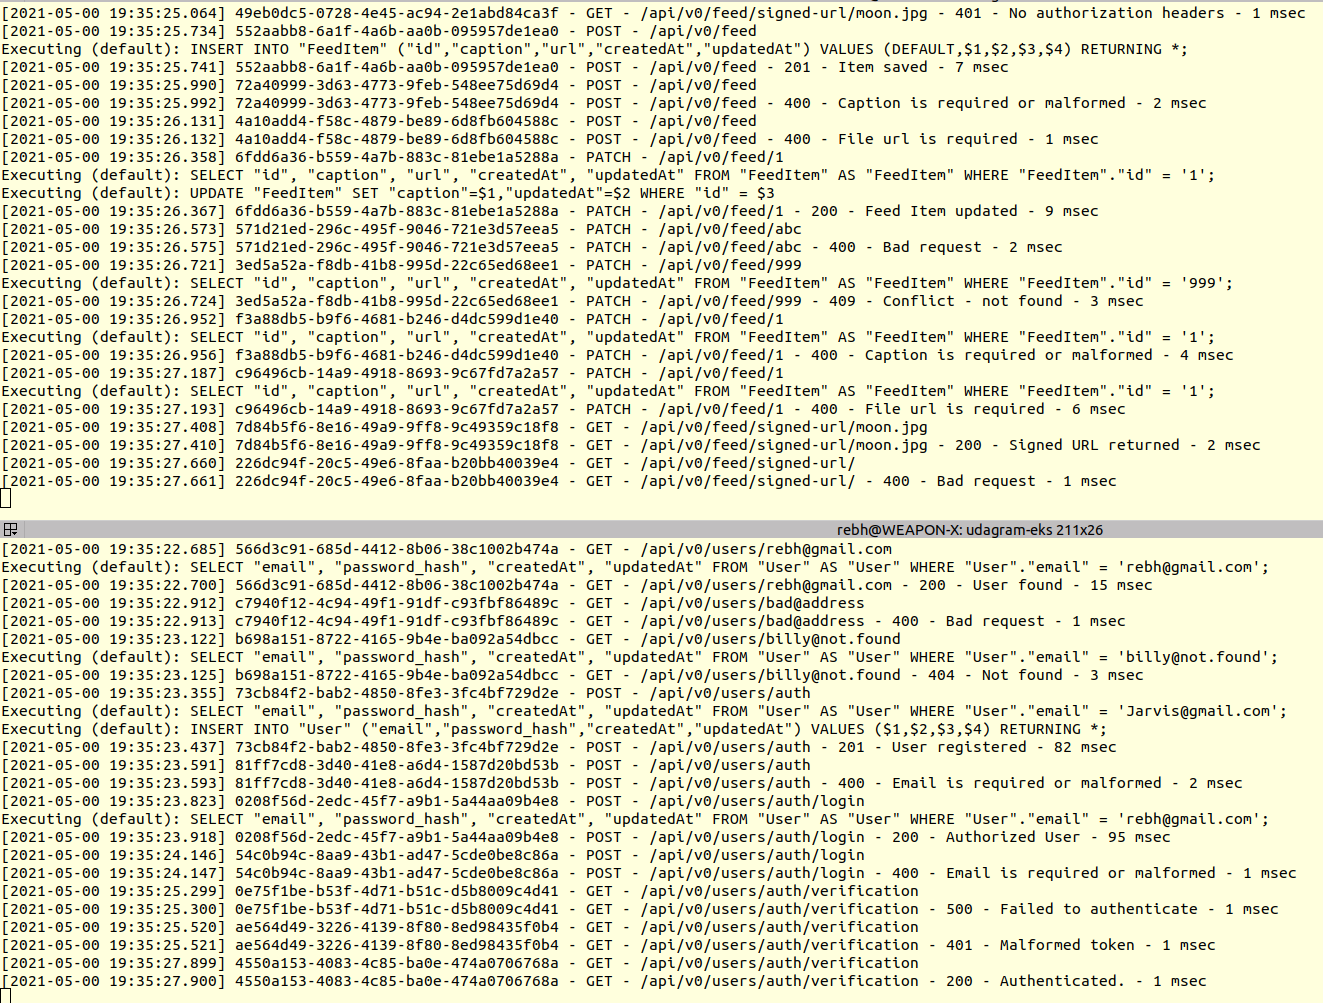 [2021-05-00 19:35:25.064] 49eb0dc5-0728-4e45-ac94-2e1abd84ca3f - GET - /api/v0/feed/signed-url/moon.jpg - 401 - No authorization headers - 1 msec
[2021-05-00 19:35:25.734] 552aabb8-6a1f-4a6b-aa0b-095957de1ea0 - POST - /api/v0/feed
Executing (default): INSERT INTO "FeedItem" ("id","caption","url","createdAt","updatedAt") VALUES (DEFAULT,$1,$2,$3,$4) RETURNING *;
[2021-05-00 19:35:25.741] 552aabb8-6a1f-4a6b-aa0b-095957de1ea0 - POST - /api/v0/feed - 201 - Item saved - 7 msec
[2021-05-00 19:35:25.990] 72a40999-3d63-4773-9feb-548ee75d69d4 - POST - /api/v0/feed
[2021-05-00 19:35:25.992] 72a40999-3d63-4773-9feb-548ee75d69d4 - POST - /api/v0/feed - 400 - Caption is required or malformed - 2 msec
[2021-05-00 19:35:26.131] 4a10add4-f58c-4879-be89-6d8fb604588c - POST - /api/v0/feed
[2021-05-00 19:35:26.132] 4a10add4-f58c-4879-be89-6d8fb604588c - POST - /api/v0/feed - 400 - File url is required - 1 msec
[2021-05-00 19:35:26.358] 6fdd6a36-b559-4a7b-883c-81ebe1a5288a - PATCH - /api/v0/feed/1
Executing (default): SELECT "id", "caption", "url", "createdAt", "updatedAt" FROM "FeedItem" AS "FeedItem" WHERE "FeedItem"."id" = '1';
Executing (default): UPDATE "FeedItem" SET "caption"=$1,"updatedAt"=$2 WHERE "id" = $3
[2021-05-00 19:35:26.367] 6fdd6a36-b559-4a7b-883c-81ebe1a5288a - PATCH - /api/v0/feed/1 - 200 - Feed Item updated - 9 msec
[2021-05-00 19:35:26.573] 571d21ed-296c-495f-9046-721e3d57eea5 - PATCH - /api/v0/feed/abc
[2021-05-00 19:35:26.575] 571d21ed-296c-495f-9046-721e3d57eea5 - PATCH - /api/v0/feed/abc - 400 - Bad request - 2 msec
[2021-05-00 19:35:26.721] 3ed5a52a-f8db-41b8-995d-22c65ed68ee1 - PATCH - /api/v0/feed/999
Executing (default): SELECT "id", "caption", "url", "createdAt", "updatedAt" FROM "FeedItem" AS "FeedItem" WHERE "FeedItem"."id" = '999';
[2021-05-00 19:35:26.724] 3ed5a52a-f8db-41b8-995d-22c65ed68ee1 - PATCH - /api/v0/feed/999 - 409 - Conflict - not found - 3 msec
[2021-05-00 19:35:26.952] f3a88db5-b9f6-4681-b246-d4dc599d1e40 - PATCH - /api/v0/feed/1
Executing (default): SELECT "id", "caption", "url", "createdAt", "updatedAt" FROM "FeedItem" AS "FeedItem" WHERE "FeedItem"."id" = '1';
[2021-05-00 19:35:26.956] f3a88db5-b9f6-4681-b246-d4dc599d1e40 - PATCH - /api/v0/feed/1 - 400 - Caption is required or malformed - 4 msec
[2021-05-00 19:35:27.187] c96496cb-14a9-4918-8693-9c67fd7a2a57 - PATCH - /api/v0/feed/1
Executing (default): SELECT "id", "caption", "url", "createdAt", "updatedAt" FROM "FeedItem" AS "FeedItem" WHERE "FeedItem"."id" = '1';
[2021-05-00 19:35:27.193] c96496cb-14a9-4918-8693-9c67fd7a2a57 - PATCH - /api/v0/feed/1 - 400 - File url is required - 6 msec
[2021-05-00 19:35:27.408] 7d84b5f6-8e16-49a9-9ff8-9c49359c18f8 - GET - /api/v0/feed/signed-url/moon.jpg
[2021-05-00 19:35:27.410] 7d84b5f6-8e16-49a9-9ff8-9c49359c18f8 - GET - /api/v0/feed/signed-url/moon.jpg - 200 - Signed URL returned - 2 msec
[2021-05-00 19:35:27.660] 226dc94f-20c5-49e6-8faa-b20bb40039e4 - GET - /api/v0/feed/signed-url/
[2021-05-00 19:35:27.661] 226dc94f-20c5-49e6-8faa-b20bb40039e4 - GET - /api/v0/feed/signed-url/ - 400 - Bad request - 1 msec
rebh@WEAPON-X: udagram-eks 211x26
[2021-05-00 19:35:22.685] 566d3c91-685d-4412-8b06-38c1002b474a - GET - /api/v0/users/rebh@gmail.com
Executing (default): SELECT "email", "password_hash", "createdAt", "updatedAt" FROM "User" AS "User" WHERE "User"."email" = 'rebh@gmail.com';
[2021-05-00 19:35:22.700] 566d3c91-685d-4412-8b06-38c1002b474a - GET - /api/v0/users/rebh@gmail.com - 200 - User found - 15 msec
[2021-05-00 19:35:22.912] c7940f12-4c94-49f1-91df-c93fbf86489c - GET - /api/v0/users/bad@address
[2021-05-00 19:35:22.913] c7940f12-4c94-49f1-91df-c93fbf86489c - GET - /api/v0/users/bad@address - 400 - Bad request - 1 msec
[2021-05-00 19:35:23.122] b698a151-8722-4165-9b4e-ba092a54dbcc - GET - /api/v0/users/billy@not.found
Executing (default): SELECT "email", "password_hash", "createdAt", "updatedAt" FROM "User" AS "User" WHERE "User"."email" = 'billy@not.found';
[2021-05-00 19:35:23.125] b698a151-8722-4165-9b4e-ba092a54dbcc - GET - /api/v0/users/billy@not.found - 404 - Not found - 3 msec
[2021-05-00 19:35:23.355] 73cb84f2-bab2-4850-8fe3-3fc4bf729d2e - POST - /api/v0/users/auth
Executing (default): SELECT "email", "password_hash", "createdAt", "updatedAt" FROM "User" AS "User" WHERE "User"."email" = 'Jarvis@gmail.com';
Executing (default): INSERT INTO "User" ("email","password_hash","createdAt","updatedAt") VALUES ($1,$2,$3,$4) RETURNING *;
[2021-05-00 19:35:23.437] 73cb84f2-bab2-4850-8fe3-3fc4bf729d2e - POST - /api/v0/users/auth - 201 - User registered - 82 msec
[2021-05-00 19:35:23.591] 81ff7cd8-3d40-41e8-a6d4-1587d20bd53b - POST - /api/v0/users/auth
[2021-05-00 19:35:23.593] 81ff7cd8-3d40-41e8-a6d4-1587d20bd53b - POST - /api/v0/users/auth - 400 - Email is required or malformed - 2 msec
[2021-05-00 19:35:23.823] 0208f56d-2edc-45f7-a9b1-5a44aa09b4e8 - POST - /api/v0/users/auth/login
Executing (default): SELECT "email", "password_hash", "createdAt", "updatedAt" FROM "User" AS "User" WHERE "User"."email" = 'rebh@gmail.com';
[2021-05-00 19:35:23.918] 0208f56d-2edc-45f7-a9b1-5a44aa09b4e8 - POST - /api/v0/users/auth/login - 200 - Authorized User - 95 msec
[2021-05-00 19:35:24.146] 54c0b94c-8aa9-43b1-ad47-5cde0be8c86a - POST - /api/v0/users/auth/login
[2021-05-00 19:35:24.147] 54c0b94c-8aa9-43b1-ad47-5cde0be8c86a - POST - /api/v0/users/auth/login - 400 - Email is required or malformed - 1 msec
[2021-05-00 19:35:25.299] 0e75f1be-b53f-4d71-b51c-d5b8009c4d41 - GET - /api/v0/users/auth/verification
[2021-05-00 19:35:25.300] 0e75f1be-b53f-4d71-b51c-d5b8009c4d41 - GET - /api/v0/users/auth/verification - 500 - Failed to authenticate - 1 msec
[2021-05-00 19:35:25.520] ae564d49-3226-4139-8f80-8ed98435f0b4 - GET - /api/v0/users/auth/verification
[2021-05-00 19:35:25.521] ae564d49-3226-4139-8f80-8ed98435f0b4 - GET - /api/v0/users/auth/verification - 401 - Malformed token - 1 msec
[2021-05-00 19:35:27.899] 4550a153-4083-4c85-ba0e-474a0706768a - GET - /api/v0/users/auth/verification
[2021-05-00 19:35:27.900] 4550a153-4083-4c85-ba0e-474a0706768a - GET - /api/v0/users/auth/verification - 200 - Authenticated. - 1 msec